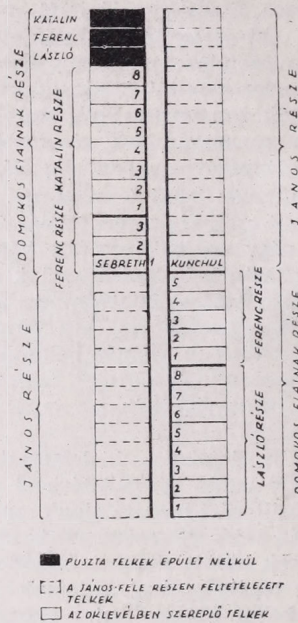 KATALIN
FERENC
LÁSZLÓ
8
7
6
5
4
3
2
1
3
2
SEBRETH 1
DOMOKOS FIAINAK RÉSZE
KATALIN RÉSZE
FERENC RÉSZE
JÁNOS RÉSZE
JÁNOS RÉSZE
KUNCHUL
5
4
3
2
1
8
7
6
5
4
3
2
1
FERENC RÉSZE
LÁSZLÓ RÉSZE
DOMOKOS FIAINAK RÉSZE
PUSZTA TELKEK ÉPÜLET NÉLKÜL
A JÁNOS-FÉLE RÉSZEN FELTÉTELEZETT
TELKEK
AZ OKLEVÉLBEN SZEREPLŐ TELKEK